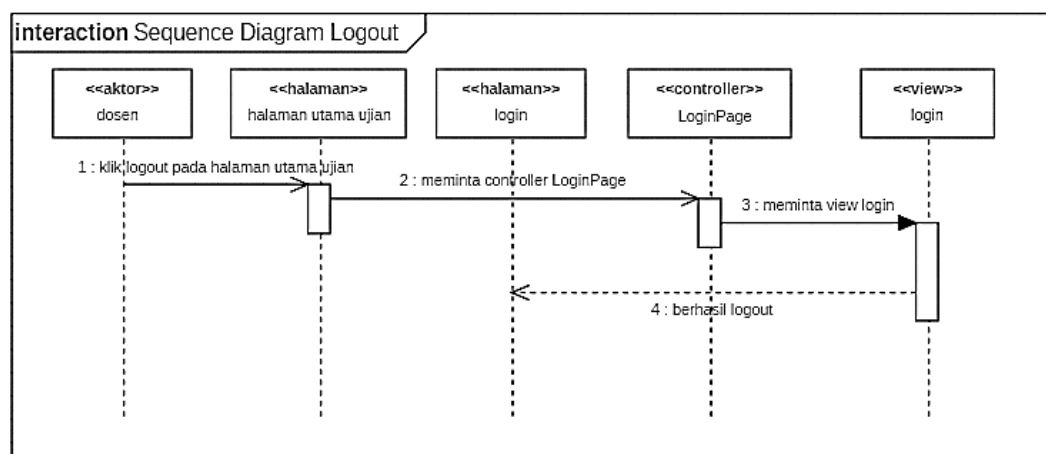 interaction Sequence Diagram Logout
<<aktor>>
dosen
<<halaman>>
halaman utama ujian
<<halaman>>
login
<<controller>>
LoginPage
<<view>>
login
1 : klik logout pada halaman utama ujian
2 : meminta controller LoginPage
3 : meminta view login
4 : berhasil logout